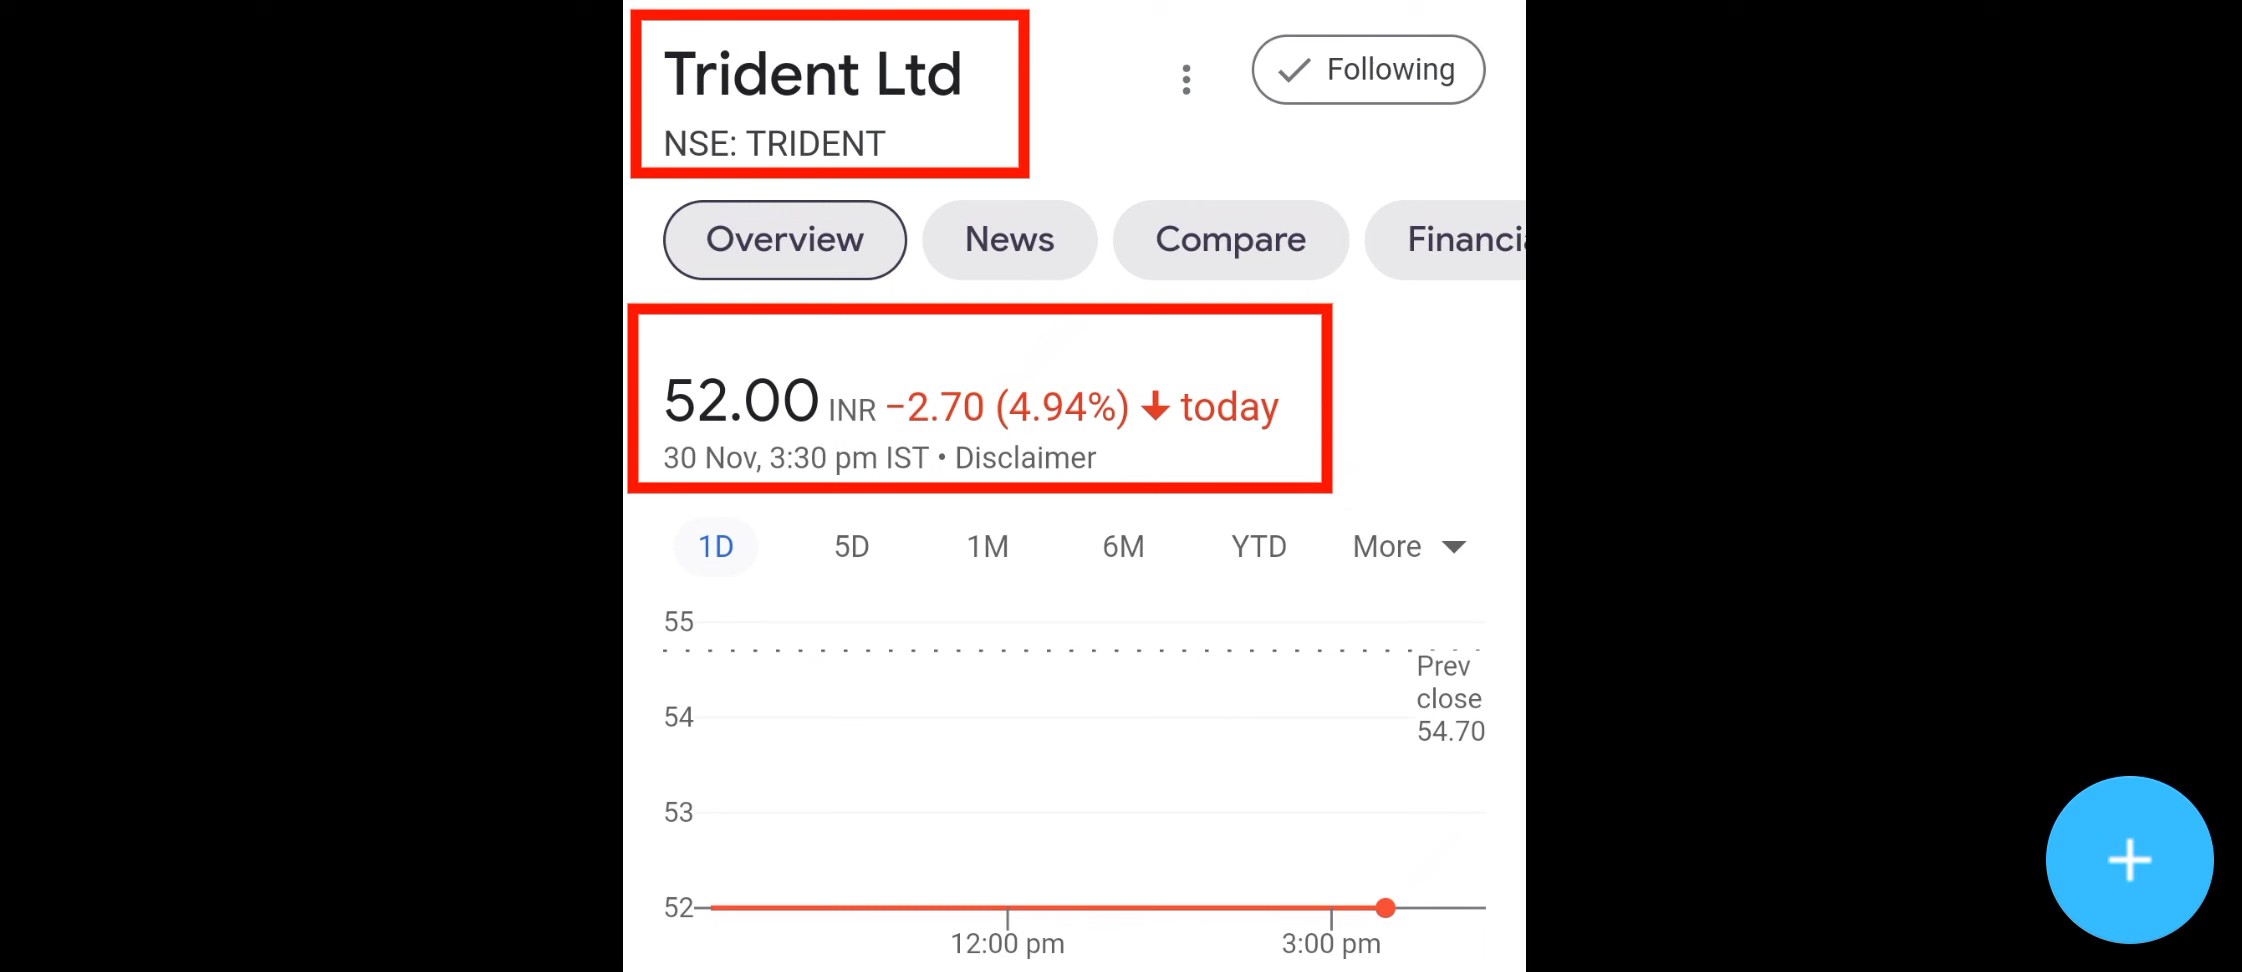 Trident Ltd
Following
NSE: TRIDENT
Overview
News
Compare
Financi
52.00 INR −2.70 (4.94%) ↓ today
30 Nov, 3:30 pm IST • Disclaimer
1D
5D
1M
6M
YTD
More
55
Prev
close
54.70
54
53
52
12:00 pm
3:00 pm